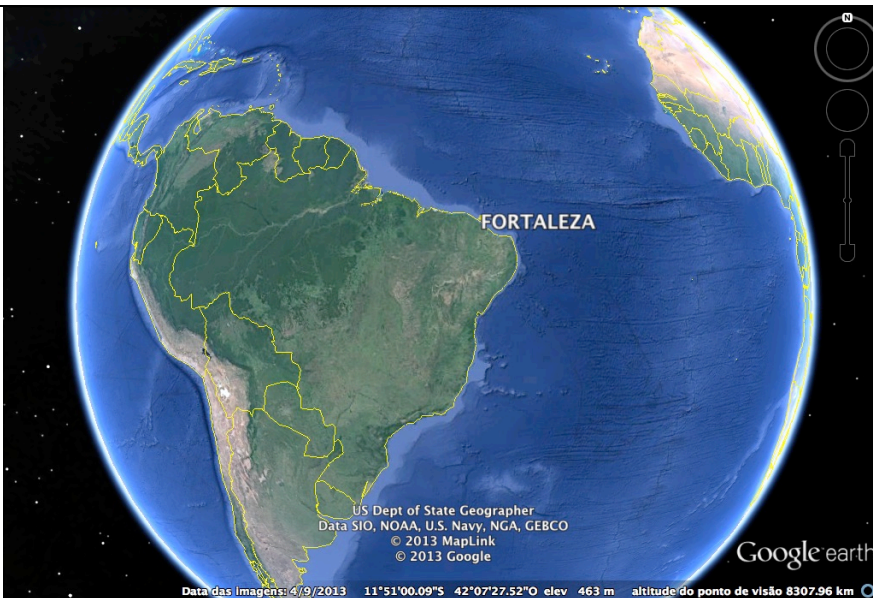 N
FORTALEZA
US Dept of State Geographer
Data SIO, NOAA, U.S. Navy, NGA, GEBCO
© 2013 MapLink
© 2013 Google
Google earth
Data das imagens: 4/9/2013 11°51'00.09"S 42°07'27.52"O elev 463 m altitude do ponto de visão 8307.96 km